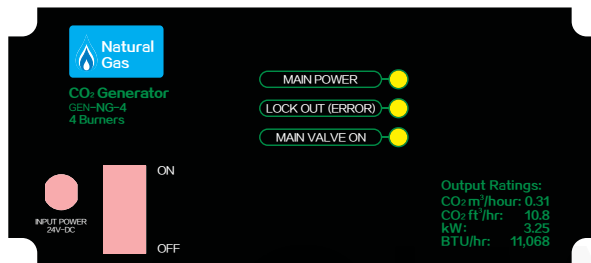 Natural
Gas
CO₂ Generator
GEN-NG-4
4 Burners
MAIN POWER
LOCK OUT (ERROR)
MAIN VALVE ON
ON
OFF
INPUT POWER
24V-DC
Output Ratings:
CO₂ m³/hour: 0.31
CO₂ ft³/hr: 10.8
kW: 3.25
BTU/hr: 11,068